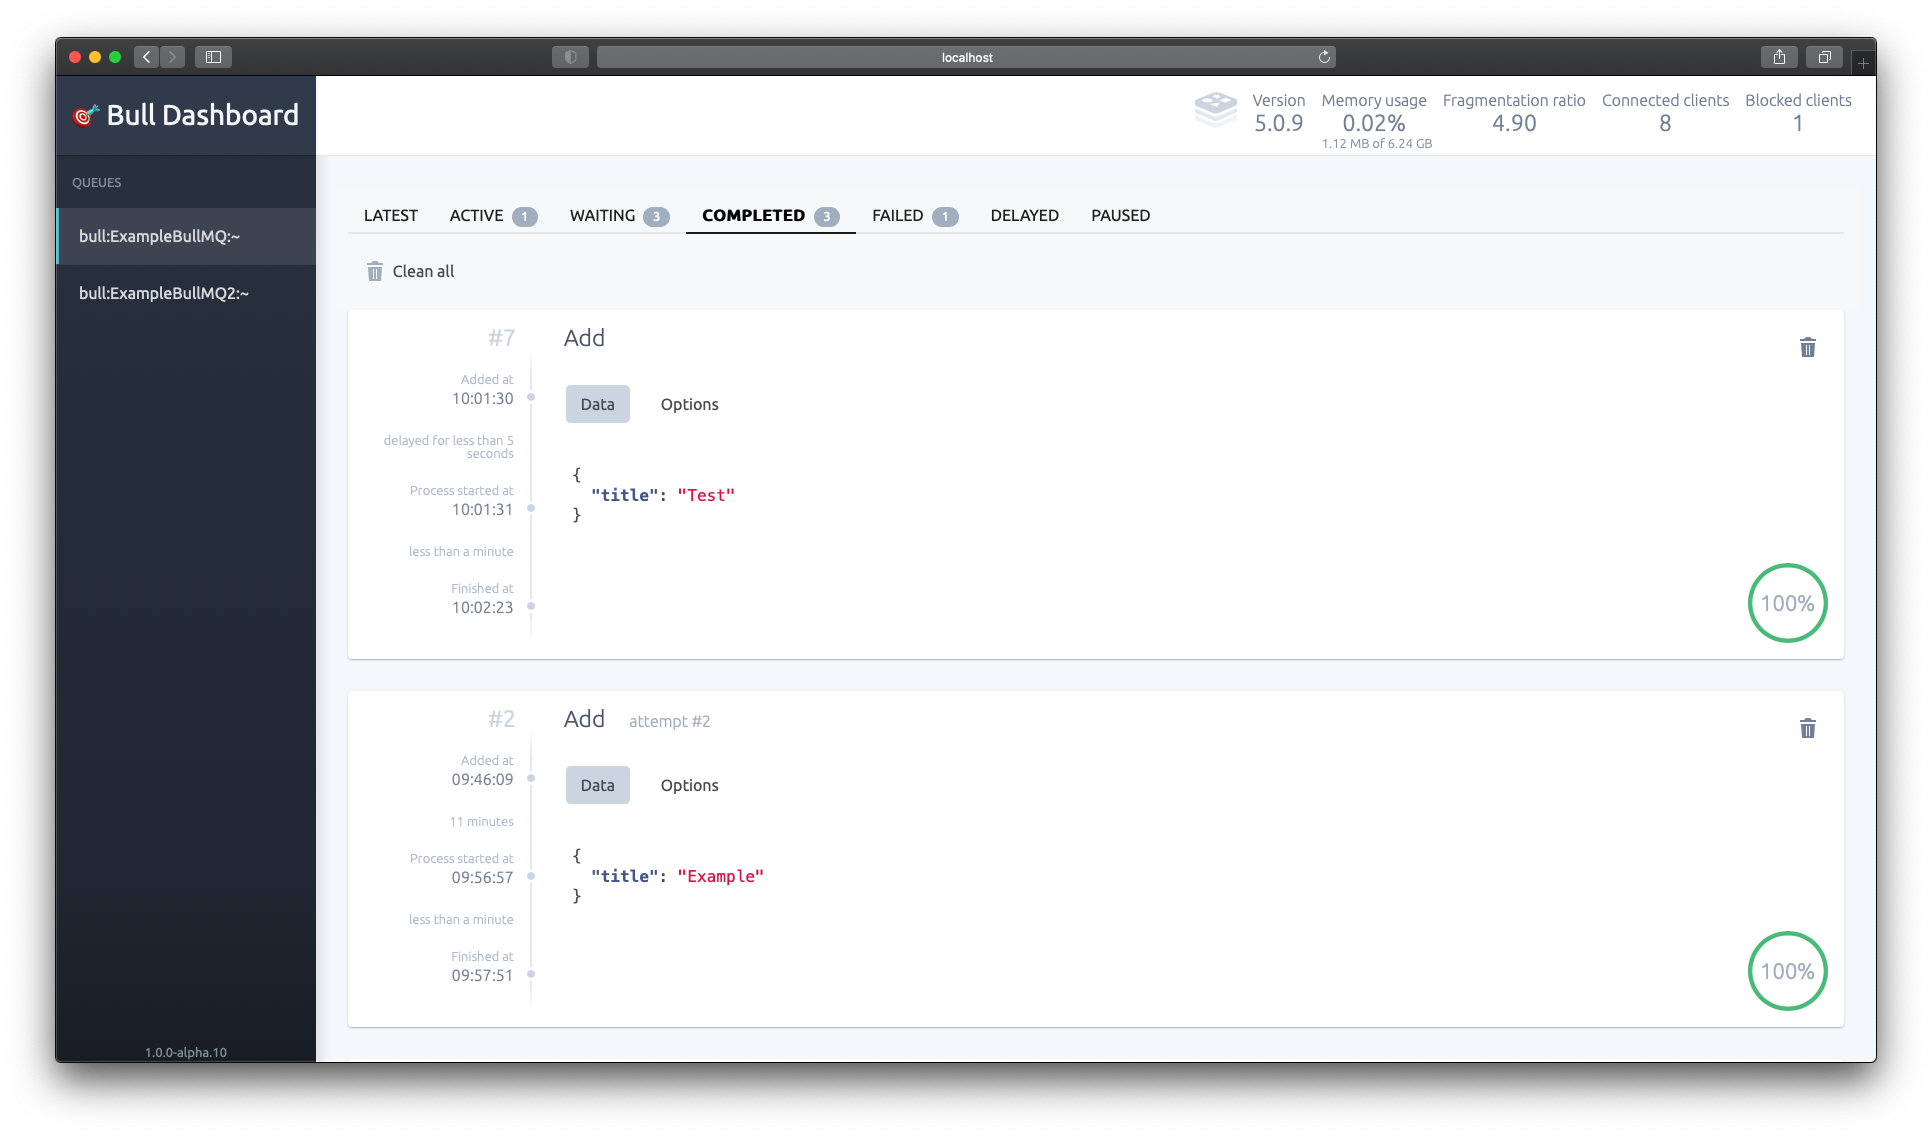 localhost
Bull Dashboard
Version
5.0.9
Memory usage
0.02%
1.12 MB of 6.24 GB
Fragmentation ratio
4.90
Connected clients
8
Blocked clients
1
QUEUES
bull:ExampleBullMQ:~
bull:ExampleBullMQ2:~
1.0.0-alpha.10
LATEST ACTIVE 1 WAITING 3 COMPLETED 3 FAILED 1 DELAYED PAUSED
Clean all
#7
Added at
10:01:30
delayed for less than 5
seconds
Process started at
10:01:31
less than a minute
Finished at
10:02:23
Add
Data Options
{
"title": "Test"
}
100%
#2
Added at
09:46:09
11 minutes
Process started at
09:56:57
less than a minute
Finished at
09:57:51
Add attempt #2
Data Options
{
"title": "Example"
}
100%